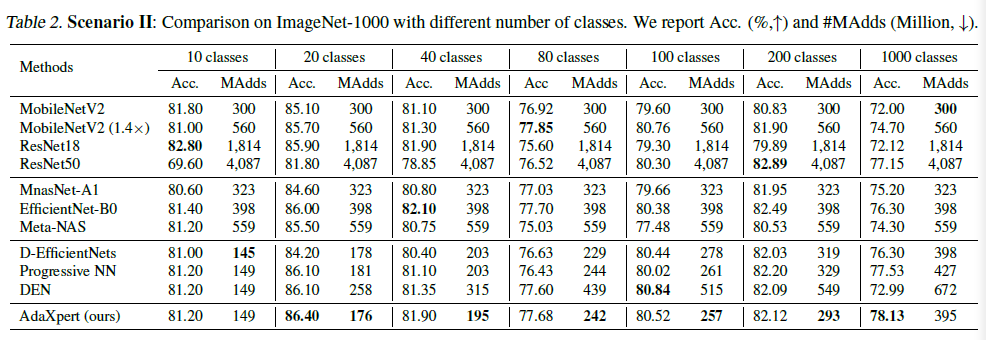 Table 2. Scenario II: Comparison on ImageNet-1000 with different number of classes. We report Acc. (%,↑) and #MAdds (Million, ↓).
Methods 10 classes 20 classes 40 classes 80 classes 100 classes 200 classes 1000 classes
Acc. MAdds Acc. MAdds Acc. MAdds Acc MAdds Acc. MAdds Acc. MAdds Acc. MAdds
MobileNetV2 81.80 300 85.10 300 81.10 300 76.92 300 79.60 300 80.83 300 72.00 300
MobileNetV2 (1.4×) 81.00 560 85.70 560 81.30 560 77.85 560 80.76 560 81.90 560 74.70 560
ResNet18 82.80 1,814 85.90 1,814 81.90 1,814 75.60 1,814 79.30 1,814 79.89 1,814 72.12 1,814
ResNet50 69.60 4,087 81.80 4,087 78.85 4,087 76.52 4,087 80.30 4,087 82.89 4,087 77.15 4,087
MnasNet-A1 80.60 323 84.60 323 80.80 323 77.03 323 79.66 323 81.95 323 75.20 323
EfficientNet-B0 81.40 398 86.00 398 82.10 398 77.70 398 80.38 398 82.49 398 76.30 398
Meta-NAS 81.20 559 85.50 559 80.75 559 75.03 559 77.48 559 80.53 559 74.30 559
D-EfficientNets 81.00 145 84.20 178 80.40 203 76.63 229 80.44 278 82.03 319 76.30 398
Progressive NN 81.20 149 86.10 181 81.10 203 76.43 244 80.02 261 82.20 329 77.53 427
DEN 81.20 149 86.10 258 81.35 315 77.60 439 80.84 515 82.09 549 72.99 672
AdaXpert (ours) 81.20 149 86.40 176 81.90 195 77.68 242 80.52 257 82.12 293 78.13 395